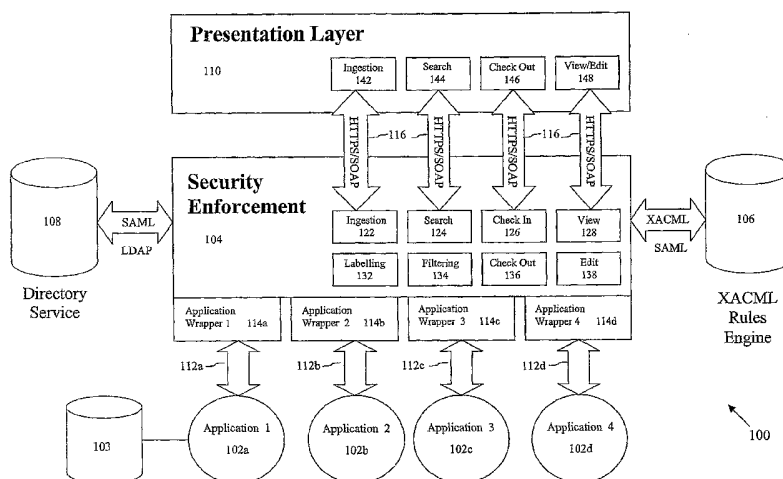 Presentation Layer
110
Ingestion
142
Search
144
Check Out
146
View/Edit
148
HTTPS/SOAP
116
HTTPS/SOAP
HTTPS/SOAP
116
HTTPS/SOAP
108
Directory
Service
SAML
LDAP
Security
Enforcement
104
Ingestion
122
Search
124
Check In
126
View
128
Labelling
132
Filtering
134
Check Out
136
Edit
138
XACML
SAML
106
XACML
Rules
Engine
Application
Wrapper 1 114a
Application
Wrapper 2 114b
Application
Wrapper 3 114c
Application
Wrapper 4 114d
112a
112b
112c
112d
103
Application 1
102a
Application 2
102b
Application 3
102c
Application 4
102d
100